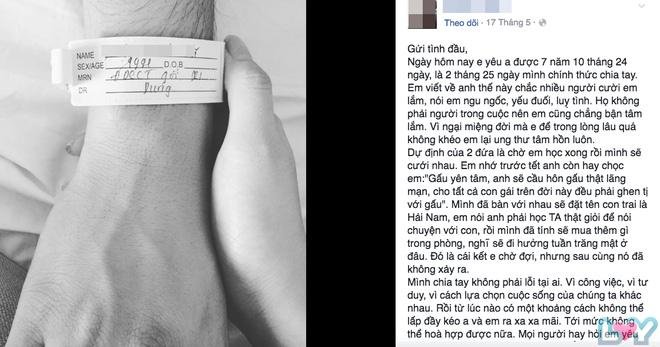 NAME
SEX/AGE 1991 D.O.B
MRN
DR Dung
Theo dõi · 17 Tháng 5 ·
Gửi tình đầu,
Ngày hôm nay e yêu a được 7 năm 10 tháng 24
ngày, là 2 tháng 25 ngày mình chính thức chia tay.
Em viết về anh thế này chắc nhiều người cười em
lắm, nói em ngu ngốc, yếu đuối, luỵ tình. Họ không
phải người trong cuộc nên em cũng chẳng bận tâm
lắm. Vì ngại miệng đời mà e để trong lòng lâu quá
không khéo em lại ung thư tâm hồn luôn.
Dự định của 2 đứa là chờ em học xong rồi mình sẽ
cưới nhau. Em nhớ trước tết anh còn hay chọc
em:"Gấu yên tâm, anh sẽ cầu hôn gấu thật lãng
mạn, cho tất cả con gái trên đời này đều phải ghen tị
với gấu". Mình đã bàn với nhau sẽ đặt tên con trai là
Hải Nam, em nói anh phải học TA thật giỏi để nói
chuyện với con, rồi mình đã tính sẽ mua thêm gì
trong phòng, nghĩ sẽ đi hưởng tuần trăng mật ở
đâu. Đó là cái kết e chờ đợi, nhưng sau cùng nó đã
không xảy ra.
Mình chia tay không phải lỗi tại ai. Vì công việc, vì tư
duy, vì cách lựa chọn cuộc sống của chúng ta khác
nhau. Rồi từ lúc nào có một khoảng cách không thể
lấp đầy kéo a và em ra xa xa mãi. Tới mức không
thể hoà hợp được nữa. Mọi người hay hỏi em yêu